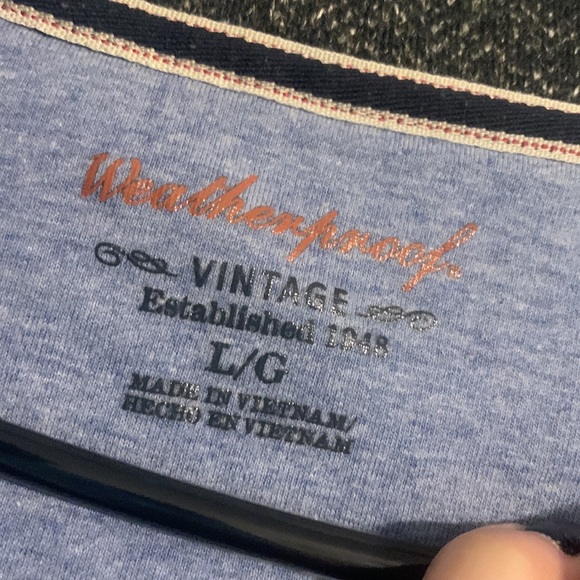 Weatherproof®
VINTAGE
Established 1948
L/G
MADE IN VIETNAM/
HECHO EN VIETNAM